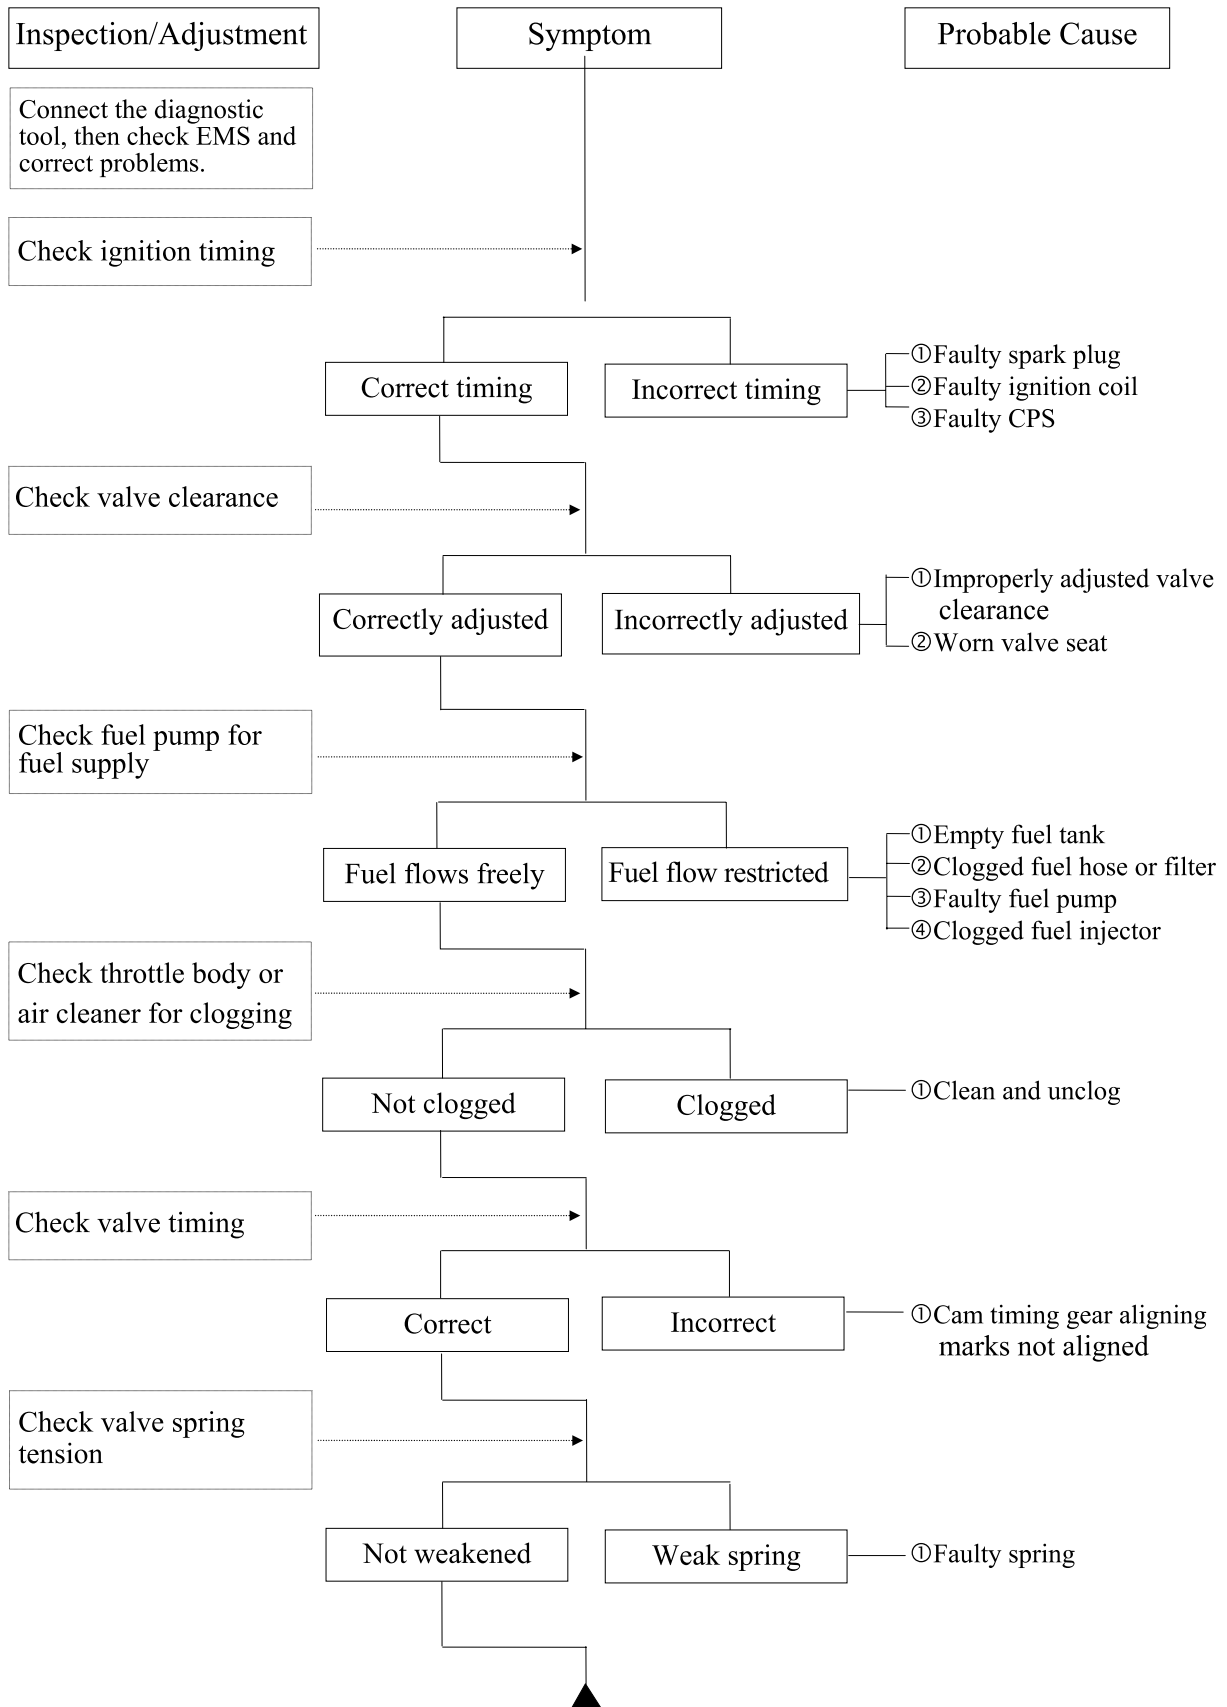 Inspection/Adjustment
Symptom
Probable Cause
Connect the diagnostic
tool, then check EMS and
correct problems.
Check ignition timing
Correct timing
Incorrect timing
①Faulty spark plug
②Faulty ignition coil
③Faulty CPS
Check valve clearance
Correctly adjusted
Incorrectly adjusted
①Improperly adjusted valve
clearance
②Worn valve seat
Check fuel pump for
fuel supply
Fuel flows freely
Fuel flow restricted
①Empty fuel tank
②Clogged fuel hose or filter
③Faulty fuel pump
④Clogged fuel injector
Check throttle body or
air cleaner for clogging
Not clogged
Clogged
①Clean and unclog
Check valve timing
Correct
Incorrect
①Cam timing gear aligning
marks not aligned
Check valve spring
tension
Not weakened
Weak spring
①Faulty spring